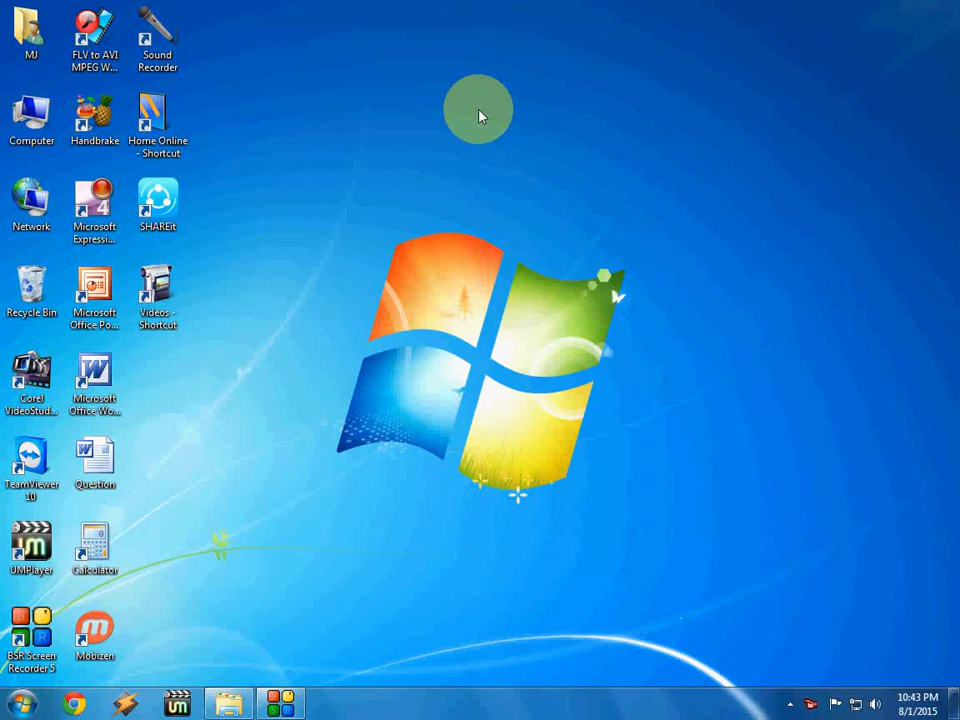 MJ
FLV to AVI
MPEG W...
Sound
Recorder
Computer
Handbrake
Home Online
- Shortcut
Network
Microsoft
Expressi...
SHAREit
Recycle Bin
Microsoft
Office Po...
Videos -
Shortcut
Corel
VideoStud...
Microsoft
Office Wo...
TeamViewer
10
Question
UMPlayer
Calculator
BSR Screen
Recorder 5
Mobizen
10:43 PM
8/1/2015